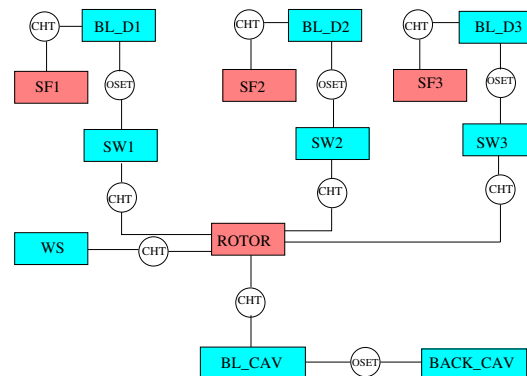 CHT BL_D1 CHT BL_D2 CHT BL_D3
SF1 OSET SF2 OSET SF3 OSET
SW1 SW2 SW3
CHT CHT CHT
WS CHT ROTOR
CHT
BL_CAV OSET BACK_CAV